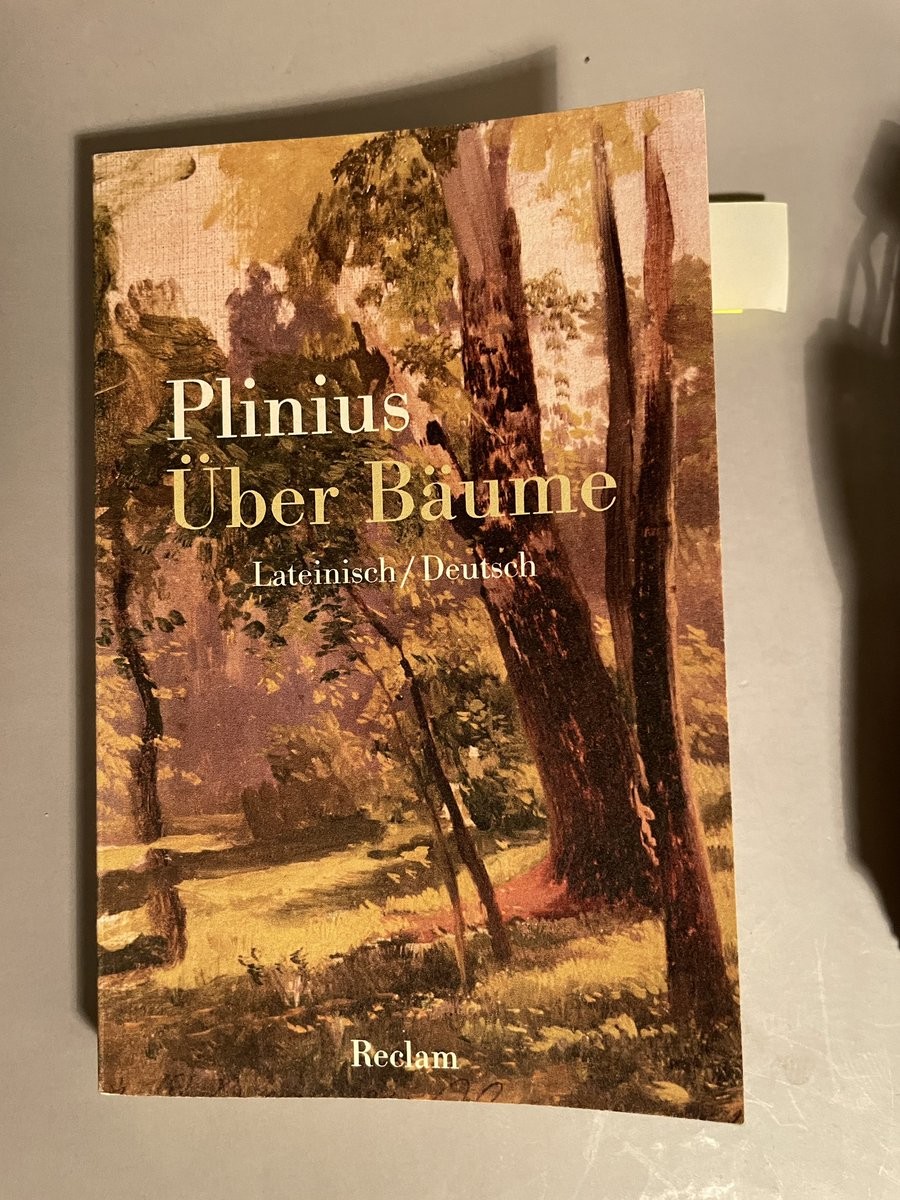 Plinius
Über Bäume
Lateinisch/Deutsch
Reclam